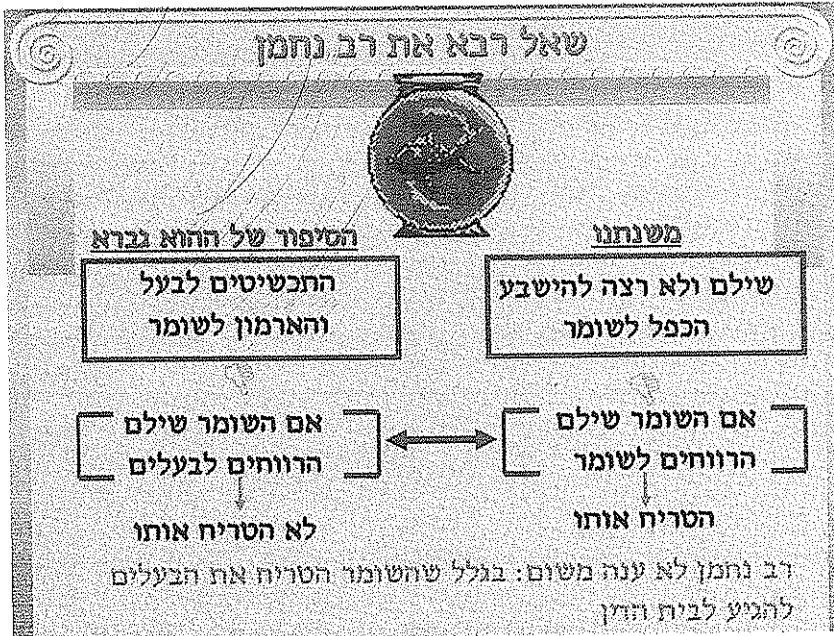 שאל רבא את רב נחמן
משנתנו
שילם ולא רצה להישבע
הכפל לשומר
אם השומר שילם
הרווחים לשומר
הטריח אותו
הסיפור של ההוא גברא
התכשיטים לבעל
והארמון לשומר
אם השומר שילם
הרווחים לבעלים
לא הטריח אותו
רב נחמן לא ענה משום: בגלל שהשומר הטריח את הבעלים
להגיע לבית הדין